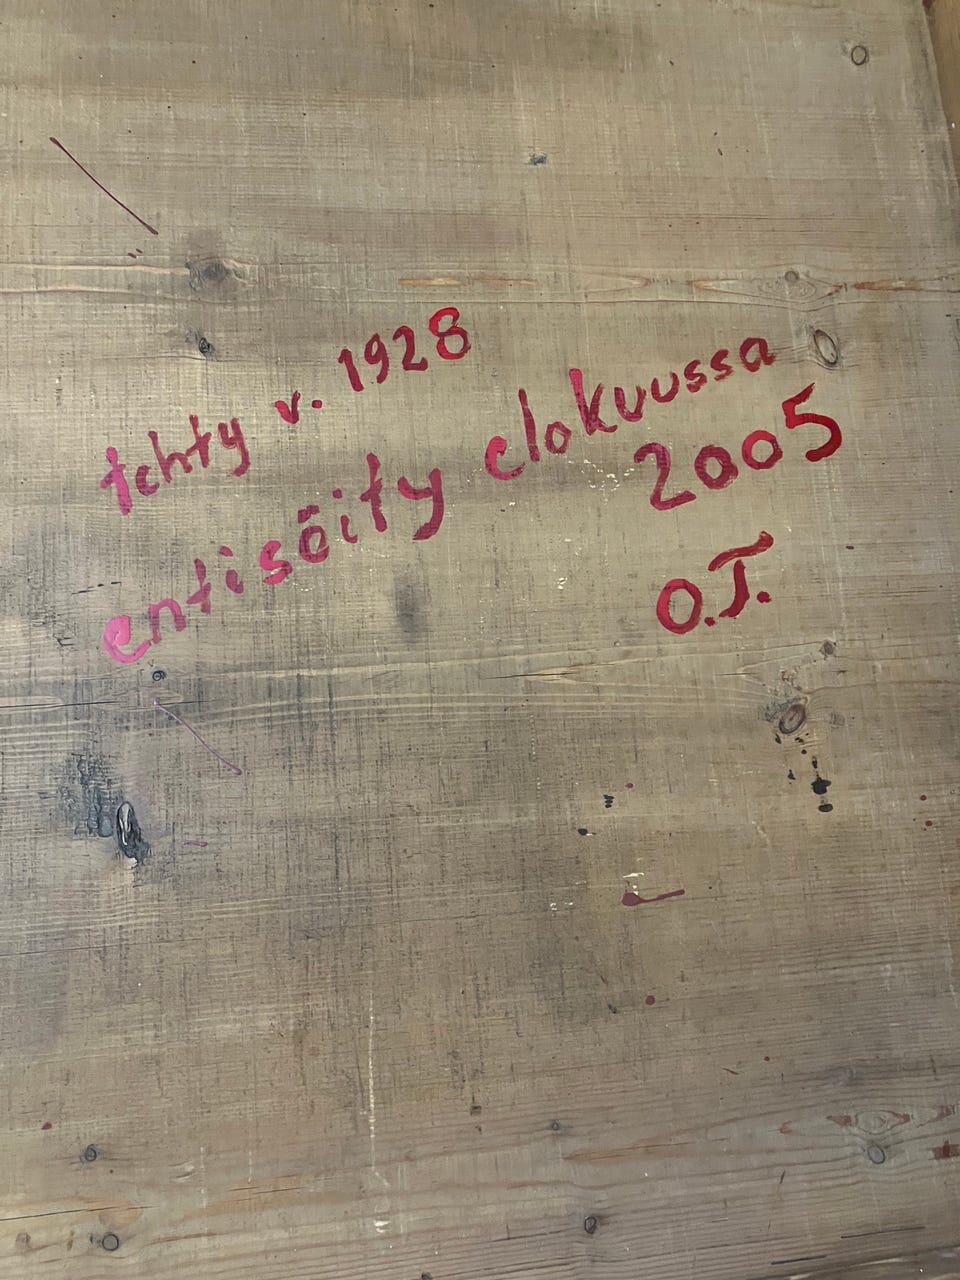 tehty v. 1928
entisöity elokuussa
2005
O.T.